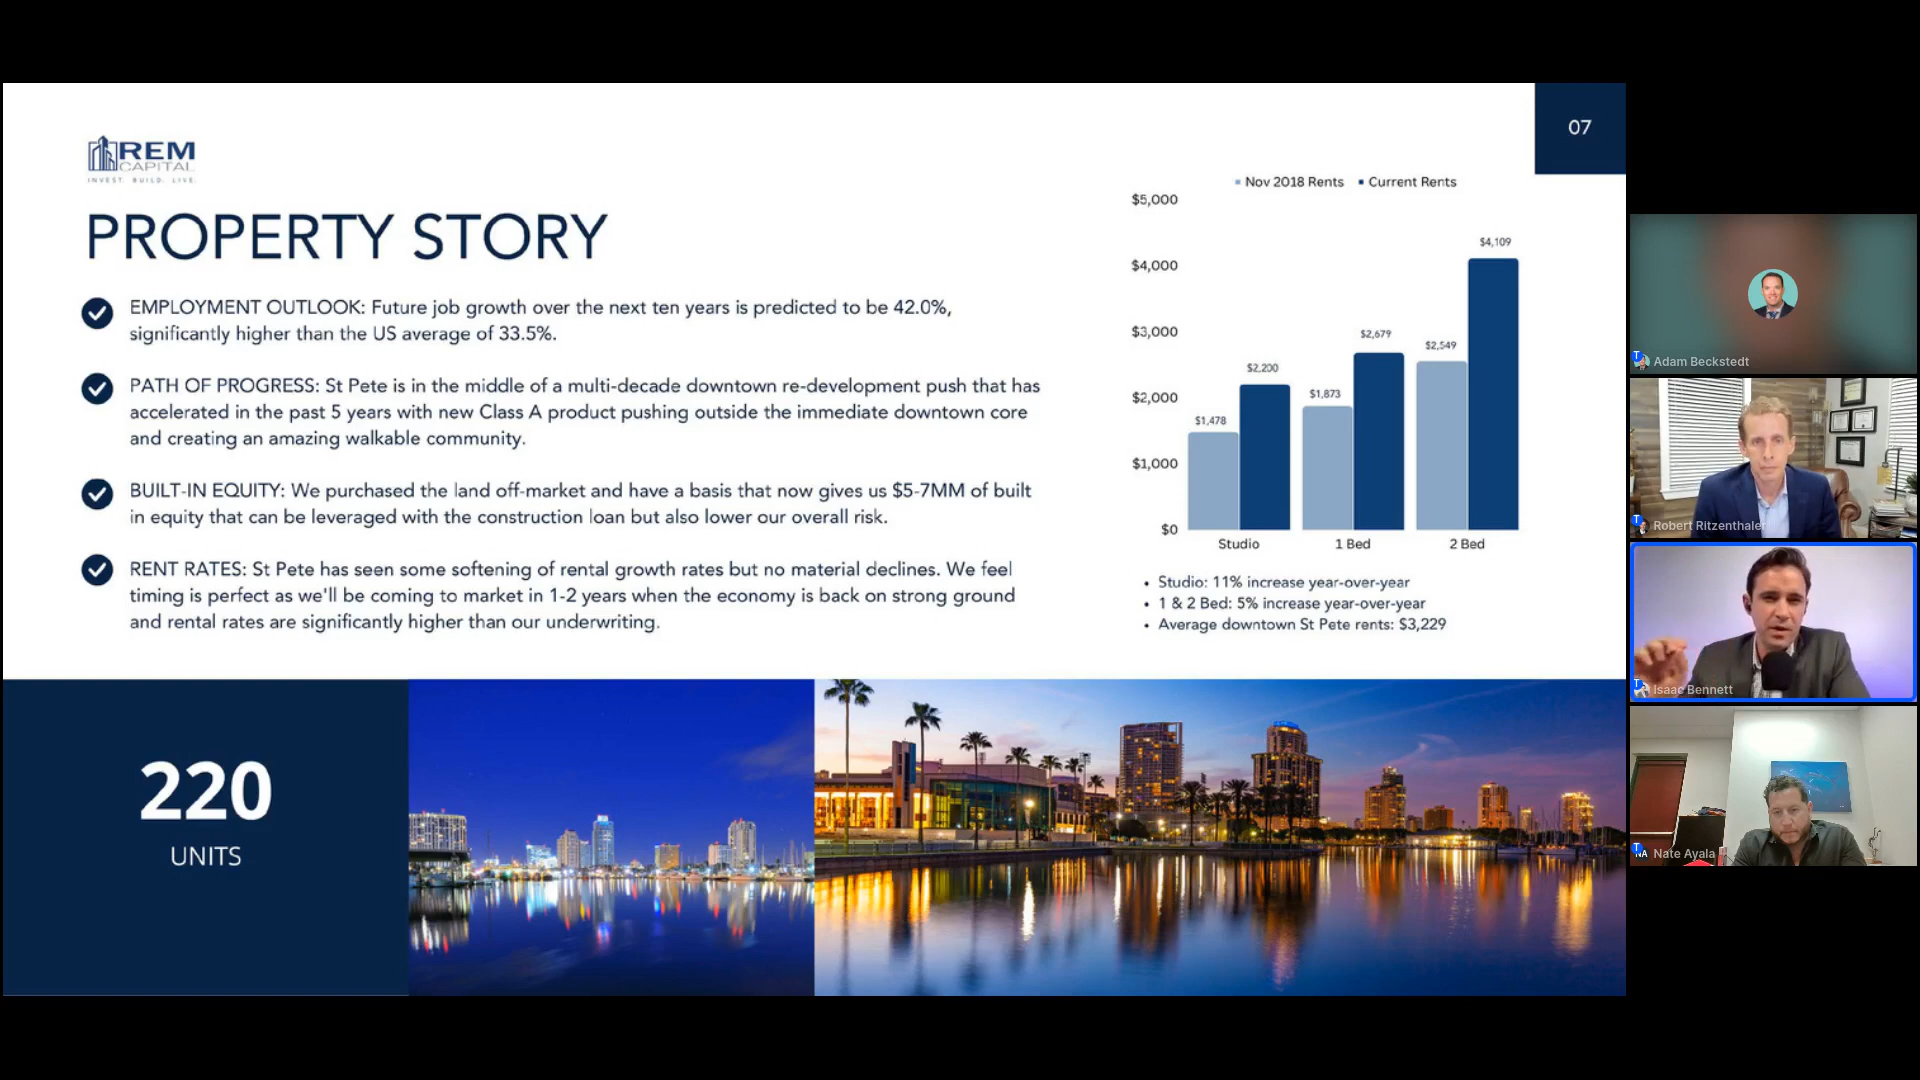 07
REM
CAPITAL
INVEST. BUILD. LIVE.
PROPERTY STORY
EMPLOYMENT OUTLOOK: Future job growth over the next ten years is predicted to be 42.0%,
significantly higher than the US average of 33.5%.
PATH OF PROGRESS: St Pete is in the middle of a multi-decade downtown re-development push that has
accelerated in the past 5 years with new Class A product pushing outside the immediate downtown core
and creating an amazing walkable community.
BUILT-IN EQUITY: We purchased the land off-market and have a basis that now gives us $5-7MM of built
in equity that can be leveraged with the construction loan but also lower our overall risk.
RENT RATES: St Pete has seen some softening of rental growth rates but no material declines. We feel
timing is perfect as we'll be coming to market in 1-2 years when the economy is back on strong ground
and rental rates are significantly higher than our underwriting.
Nov 2018 Rents Current Rents
$5,000
$4,000
$3,000
$2,000
$1,000
$0
$1,478
$2,200
$1,873
$2,679
$2,549
$4,109
Studio 1 Bed 2 Bed
• Studio: 11% increase year-over-year
• 1 & 2 Bed: 5% increase year-over-year
• Average downtown St Pete rents: $3,229
220
UNITS
Adam Beckstedt
Robert Ritzenthaler
Isaac Bennett
NA Nate Ayala